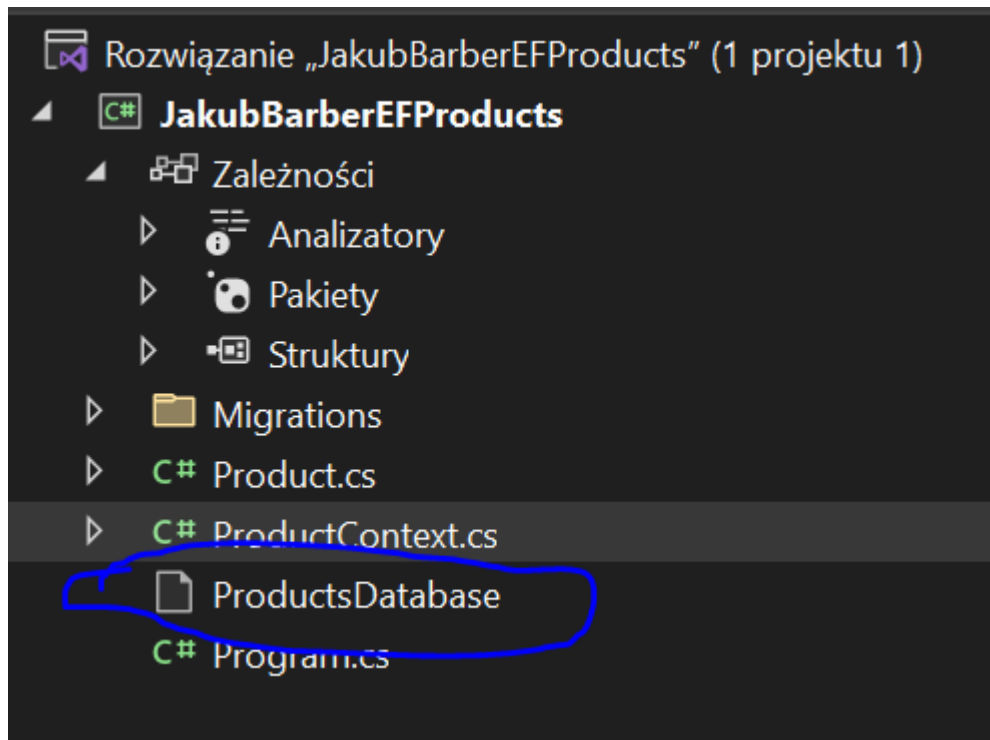 Rozwiązanie „JakubBarberEFProducts” (1 projektu 1)
C# JakubBarberEFProducts
Zależności
Analizatory
Pakiety
Struktury
Migrations
C# Product.cs
C# ProductContext.cs
ProductsDatabase
C# Program.cs